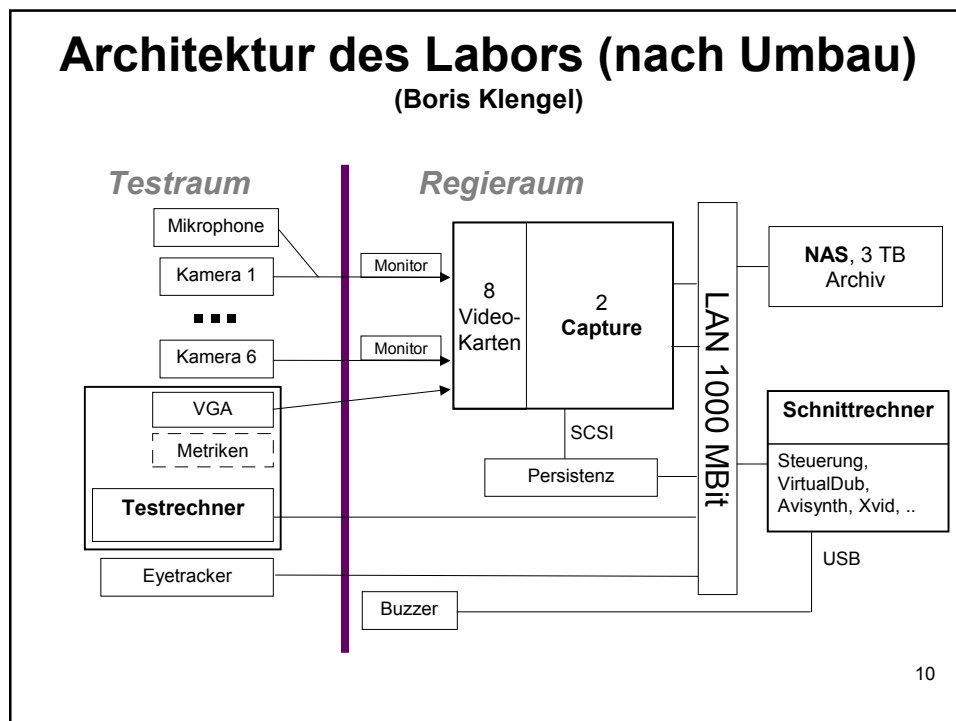 Architektur des Labors (nach Umbau)
(Boris Klengel)
Testraum
Regieraum
Mikrophone
Kamera 1
...
Kamera 6
VGA
Metriken
Testrechner
Eyetracker
Monitor
Monitor
8
Video-
Karten
2
Capture
SCSI
Persistenz
Buzzer
LAN 1000 MBit
NAS, 3 TB
Archiv
Schnittrechner
Steuerung,
VirtualDub,
Avisynth, Xvid, ..
USB
10